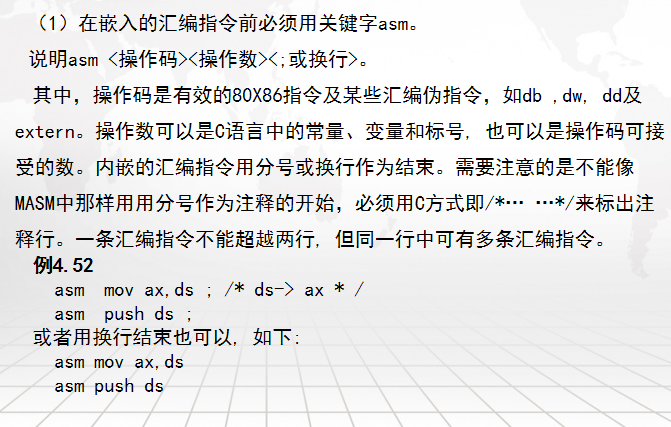 （1）在嵌入的汇编指令前必须用关键字asm。
说明asm <操作码><操作数><;或换行>。
其中，操作码是有效的80X86指令及某些汇编伪指令，如db ,dw, dd及
extern。操作数可以是C语言中的常量、变量和标号, 也可以是操作码可接
受的数。内嵌的汇编指令用分号或换行作为结束。需要注意的是不能像
MASM中那样用用分号作为注释的开始，必须用C方式即/*… …*/来标出注
释行。一条汇编指令不能超越两行, 但同一行中可有多条汇编指令。
例4.52
asm  mov ax,ds ; /* ds-> ax * /
asm  push ds ;
或者用换行结束也可以, 如下:
asm mov ax,ds
asm push ds